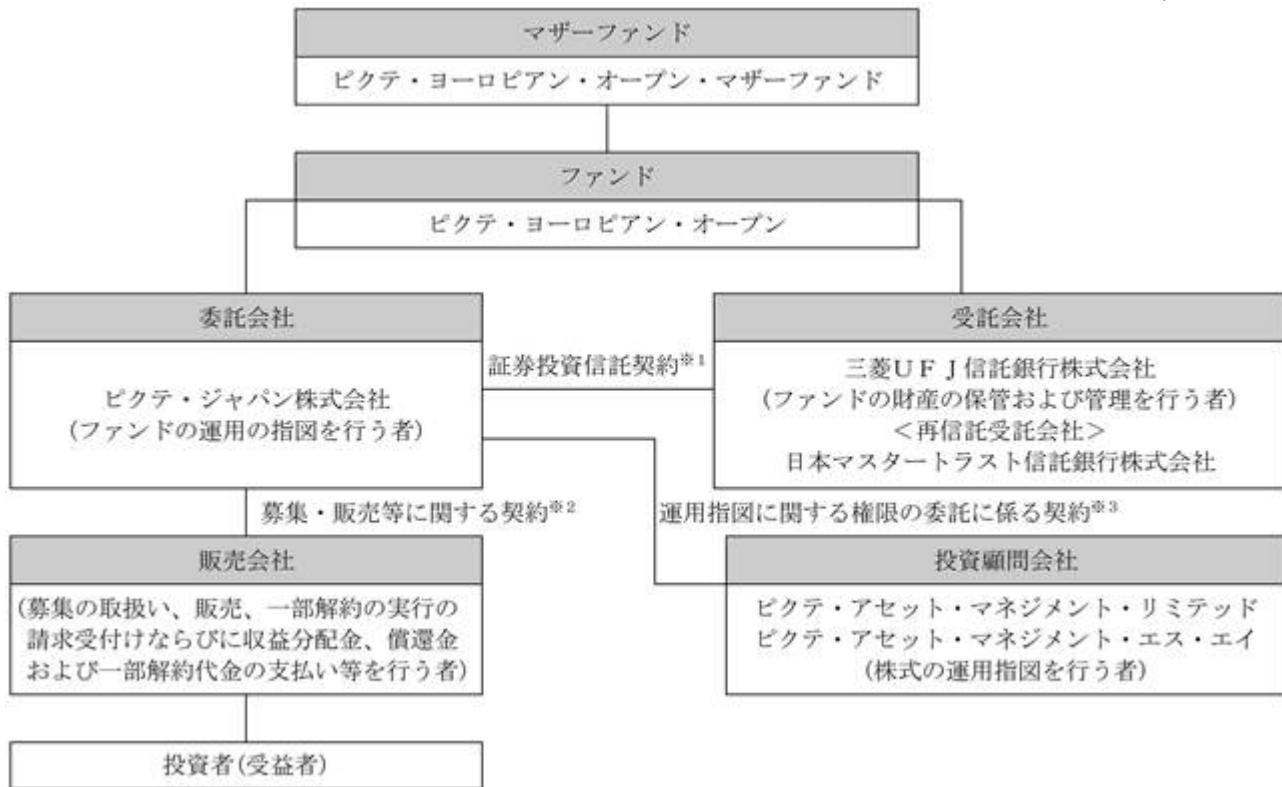 マザーファンド
ピクテ・ヨーロピアン・オープン・マザーファンド
ファンド
ピクテ・ヨーロピアン・オープン
委託会社
ピクテ・ジャパン株式会社
(ファンドの運用の指図を行う者)
証券投資信託契約※1
受託会社
三菱UFJ信託銀行株式会社
(ファンドの財産の保管および管理を行う者)
<再信託受託会社>
日本マスタートラスト信託銀行株式会社
募集・販売等に関する契約※2
運用指図に関する権限の委託に係る契約※3
販売会社
(募集の取扱い、販売、一部解約の実行の
請求受付けならびに収益分配金、償還金
および一部解約代金の支払い等を行う者)
投資顧問会社
ピクテ・アセット・マネジメント・リミテッド
ピクテ・アセット・マネジメント・エス・エイ
(株式の運用指図を行う者)
投資者(受益者)